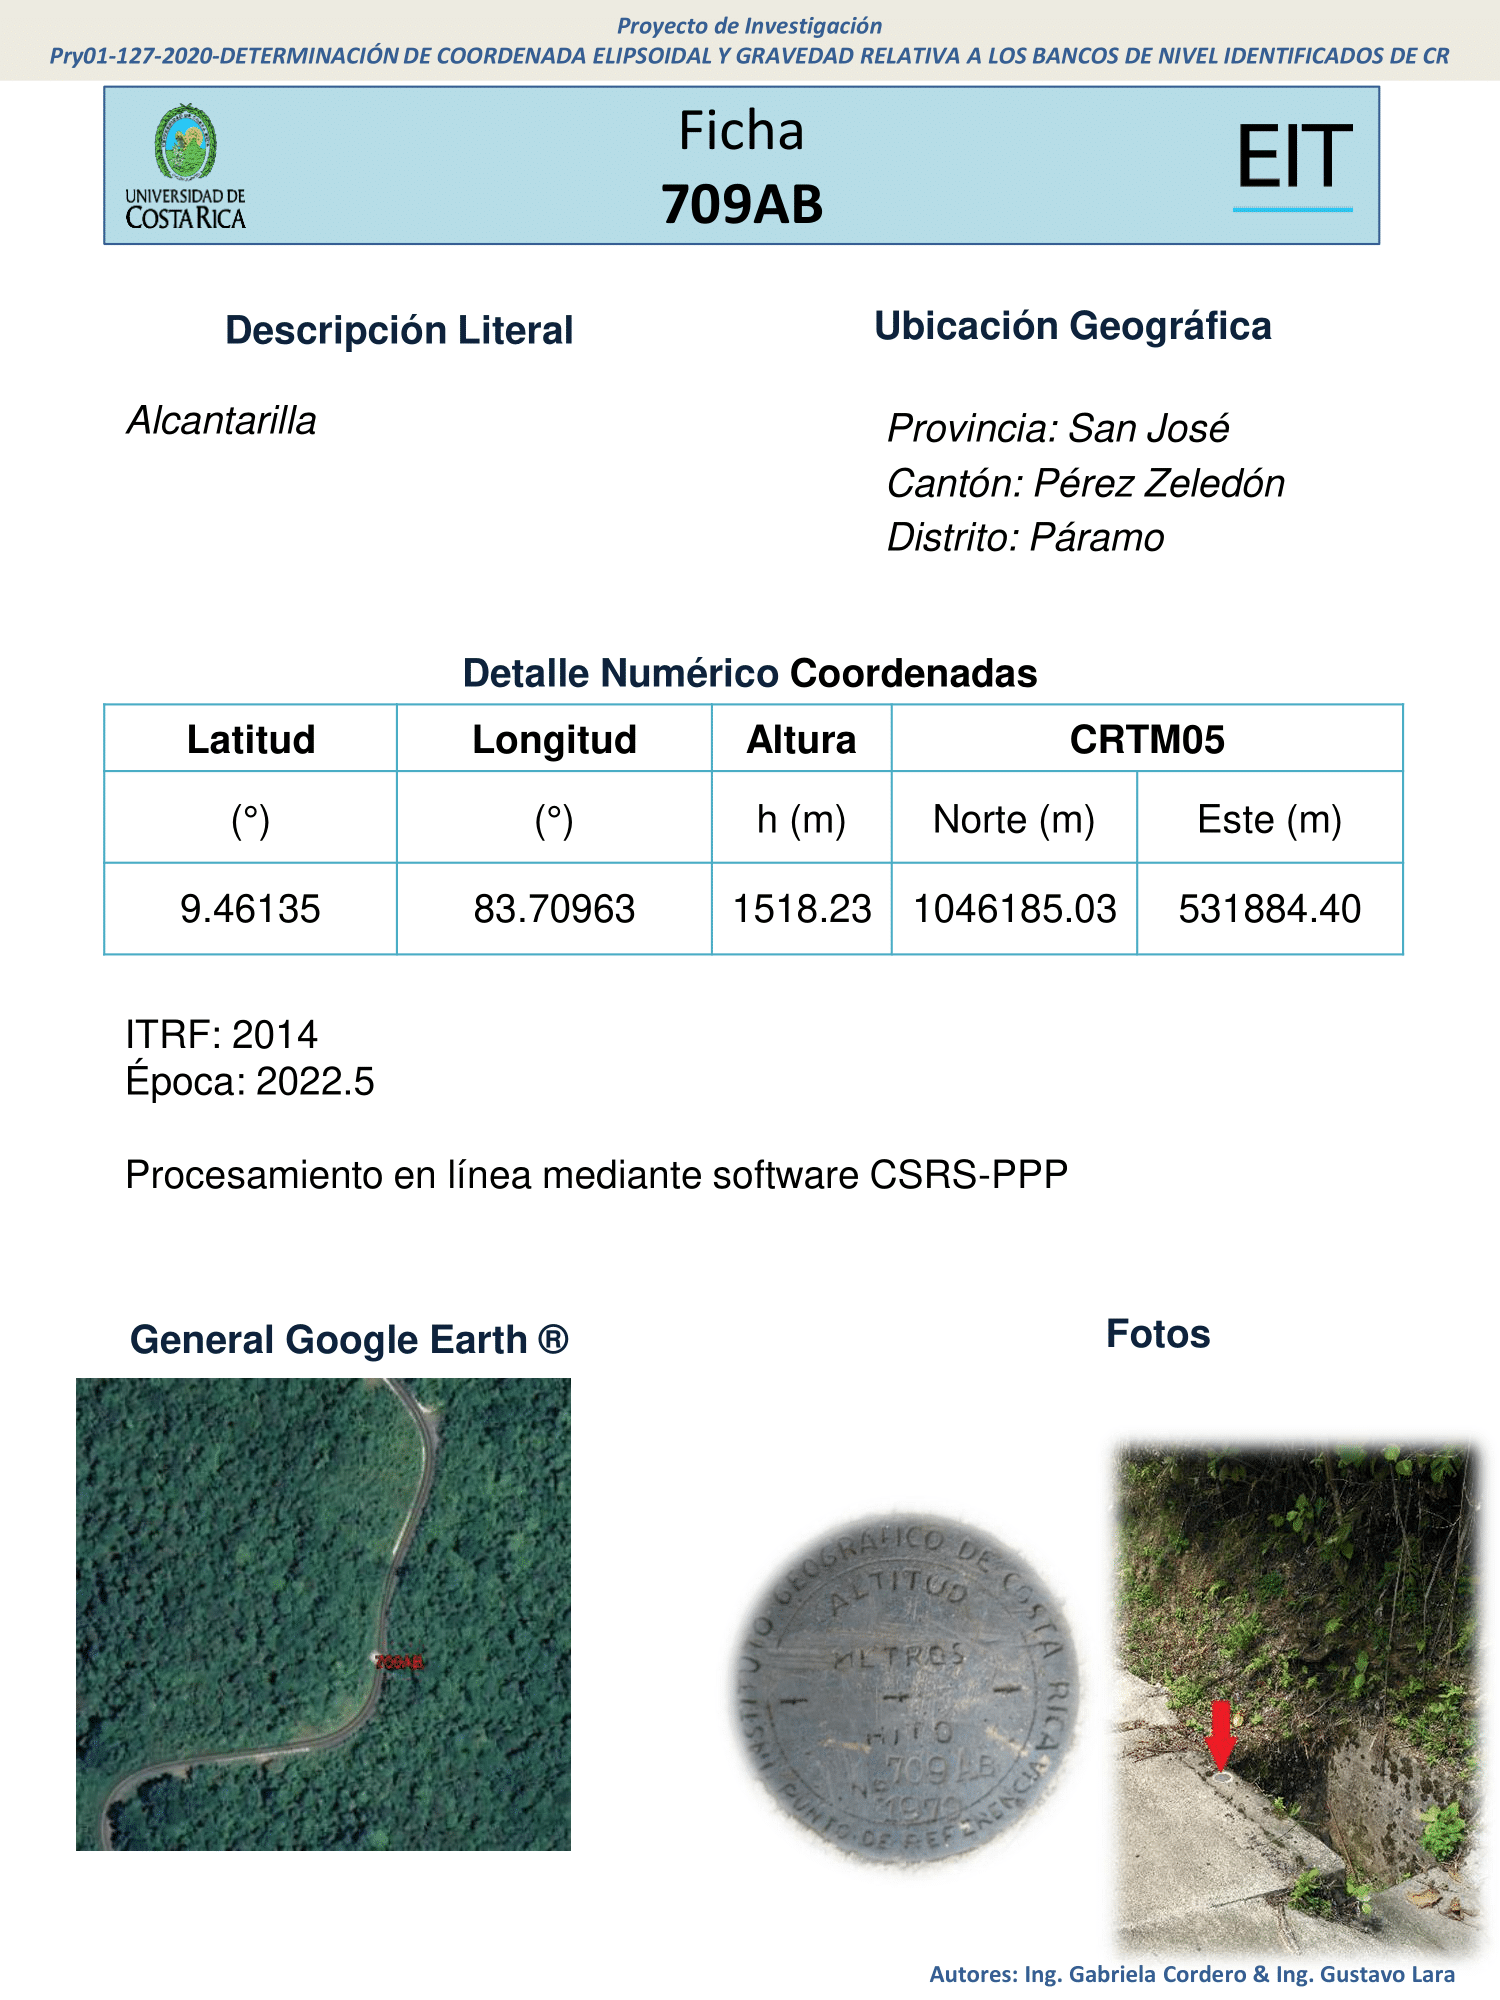 Proyecto de Investigación
Pry01-127-2020-DETERMINACIÓN DE COORDENADA ELIPSOIDAL Y GRAVEDAD RELATIVA A LOS BANCOS DE NIVEL IDENTIFICADOS DE CR
UNIVERSIDAD DE
COSTA RICA
Ficha
709AB
EIT
Descripción Literal
Alcantarilla
Ubicación Geográfica
Provincia: San José
Cantón: Pérez Zeledón
Distrito: Páramo
Detalle Numérico Coordenadas
Latitud Longitud Altura CRTM05
(°) (°) h (m) Norte (m) Este (m)
9.46135 83.70963 1518.23 1046185.03 531884.40
ITRF: 2014
Época: 2022.5
Procesamiento en línea mediante software CSRS-PPP
General Google Earth ®
709AB
Fotos
INSTITUTO GEOGRAFICO DE COSTA RICA
ALTITUD
METROS
HITO
No 709AB
1979
PUNTO DE REFERENCIA
Autores: Ing. Gabriela Cordero & Ing. Gustavo Lara